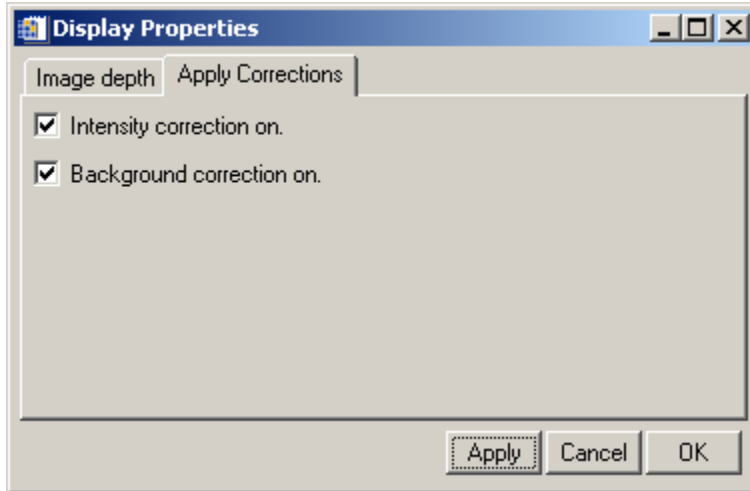 Display Properties
Image depth Apply Corrections
Intensity correction on.
Background correction on.
Apply Cancel OK